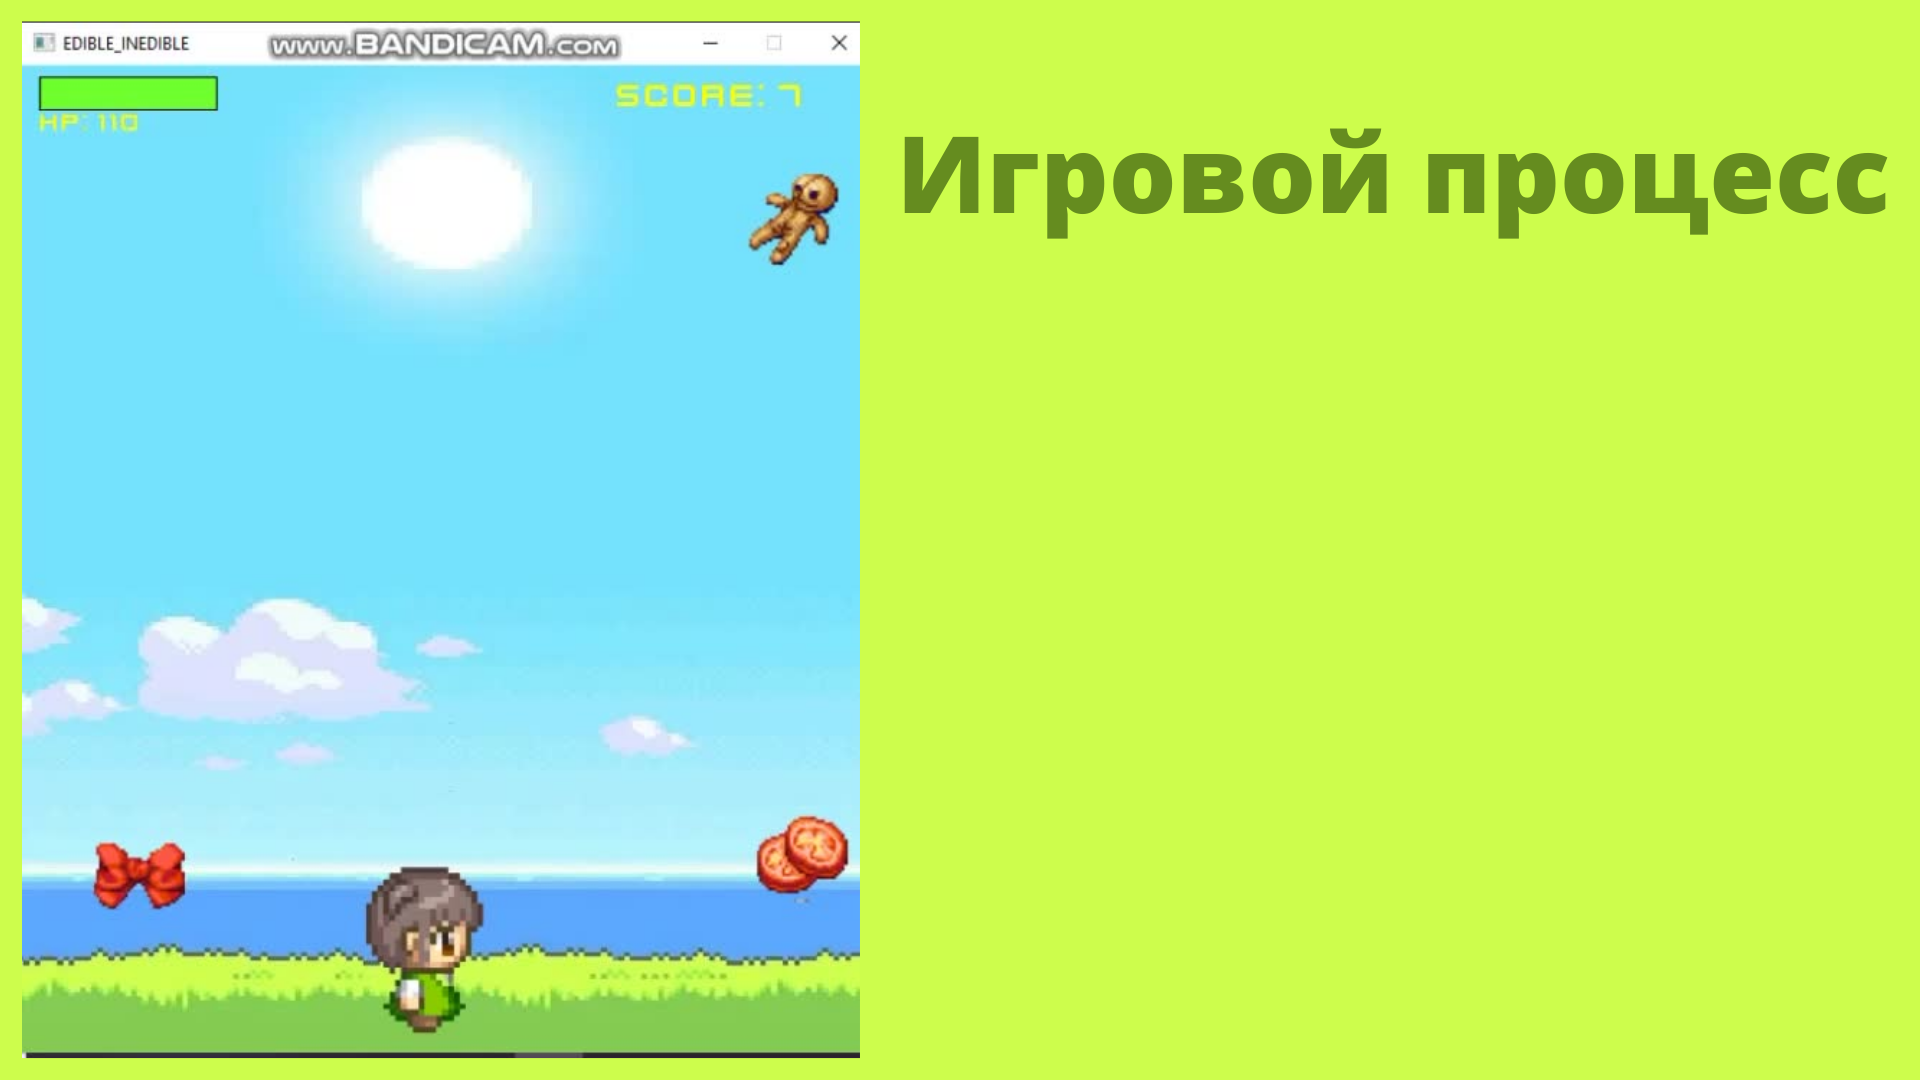 EDIBLE_INEDIBLE
www.BANDICAM.com
SCORE: 7
HP: 110
Игровой процесс